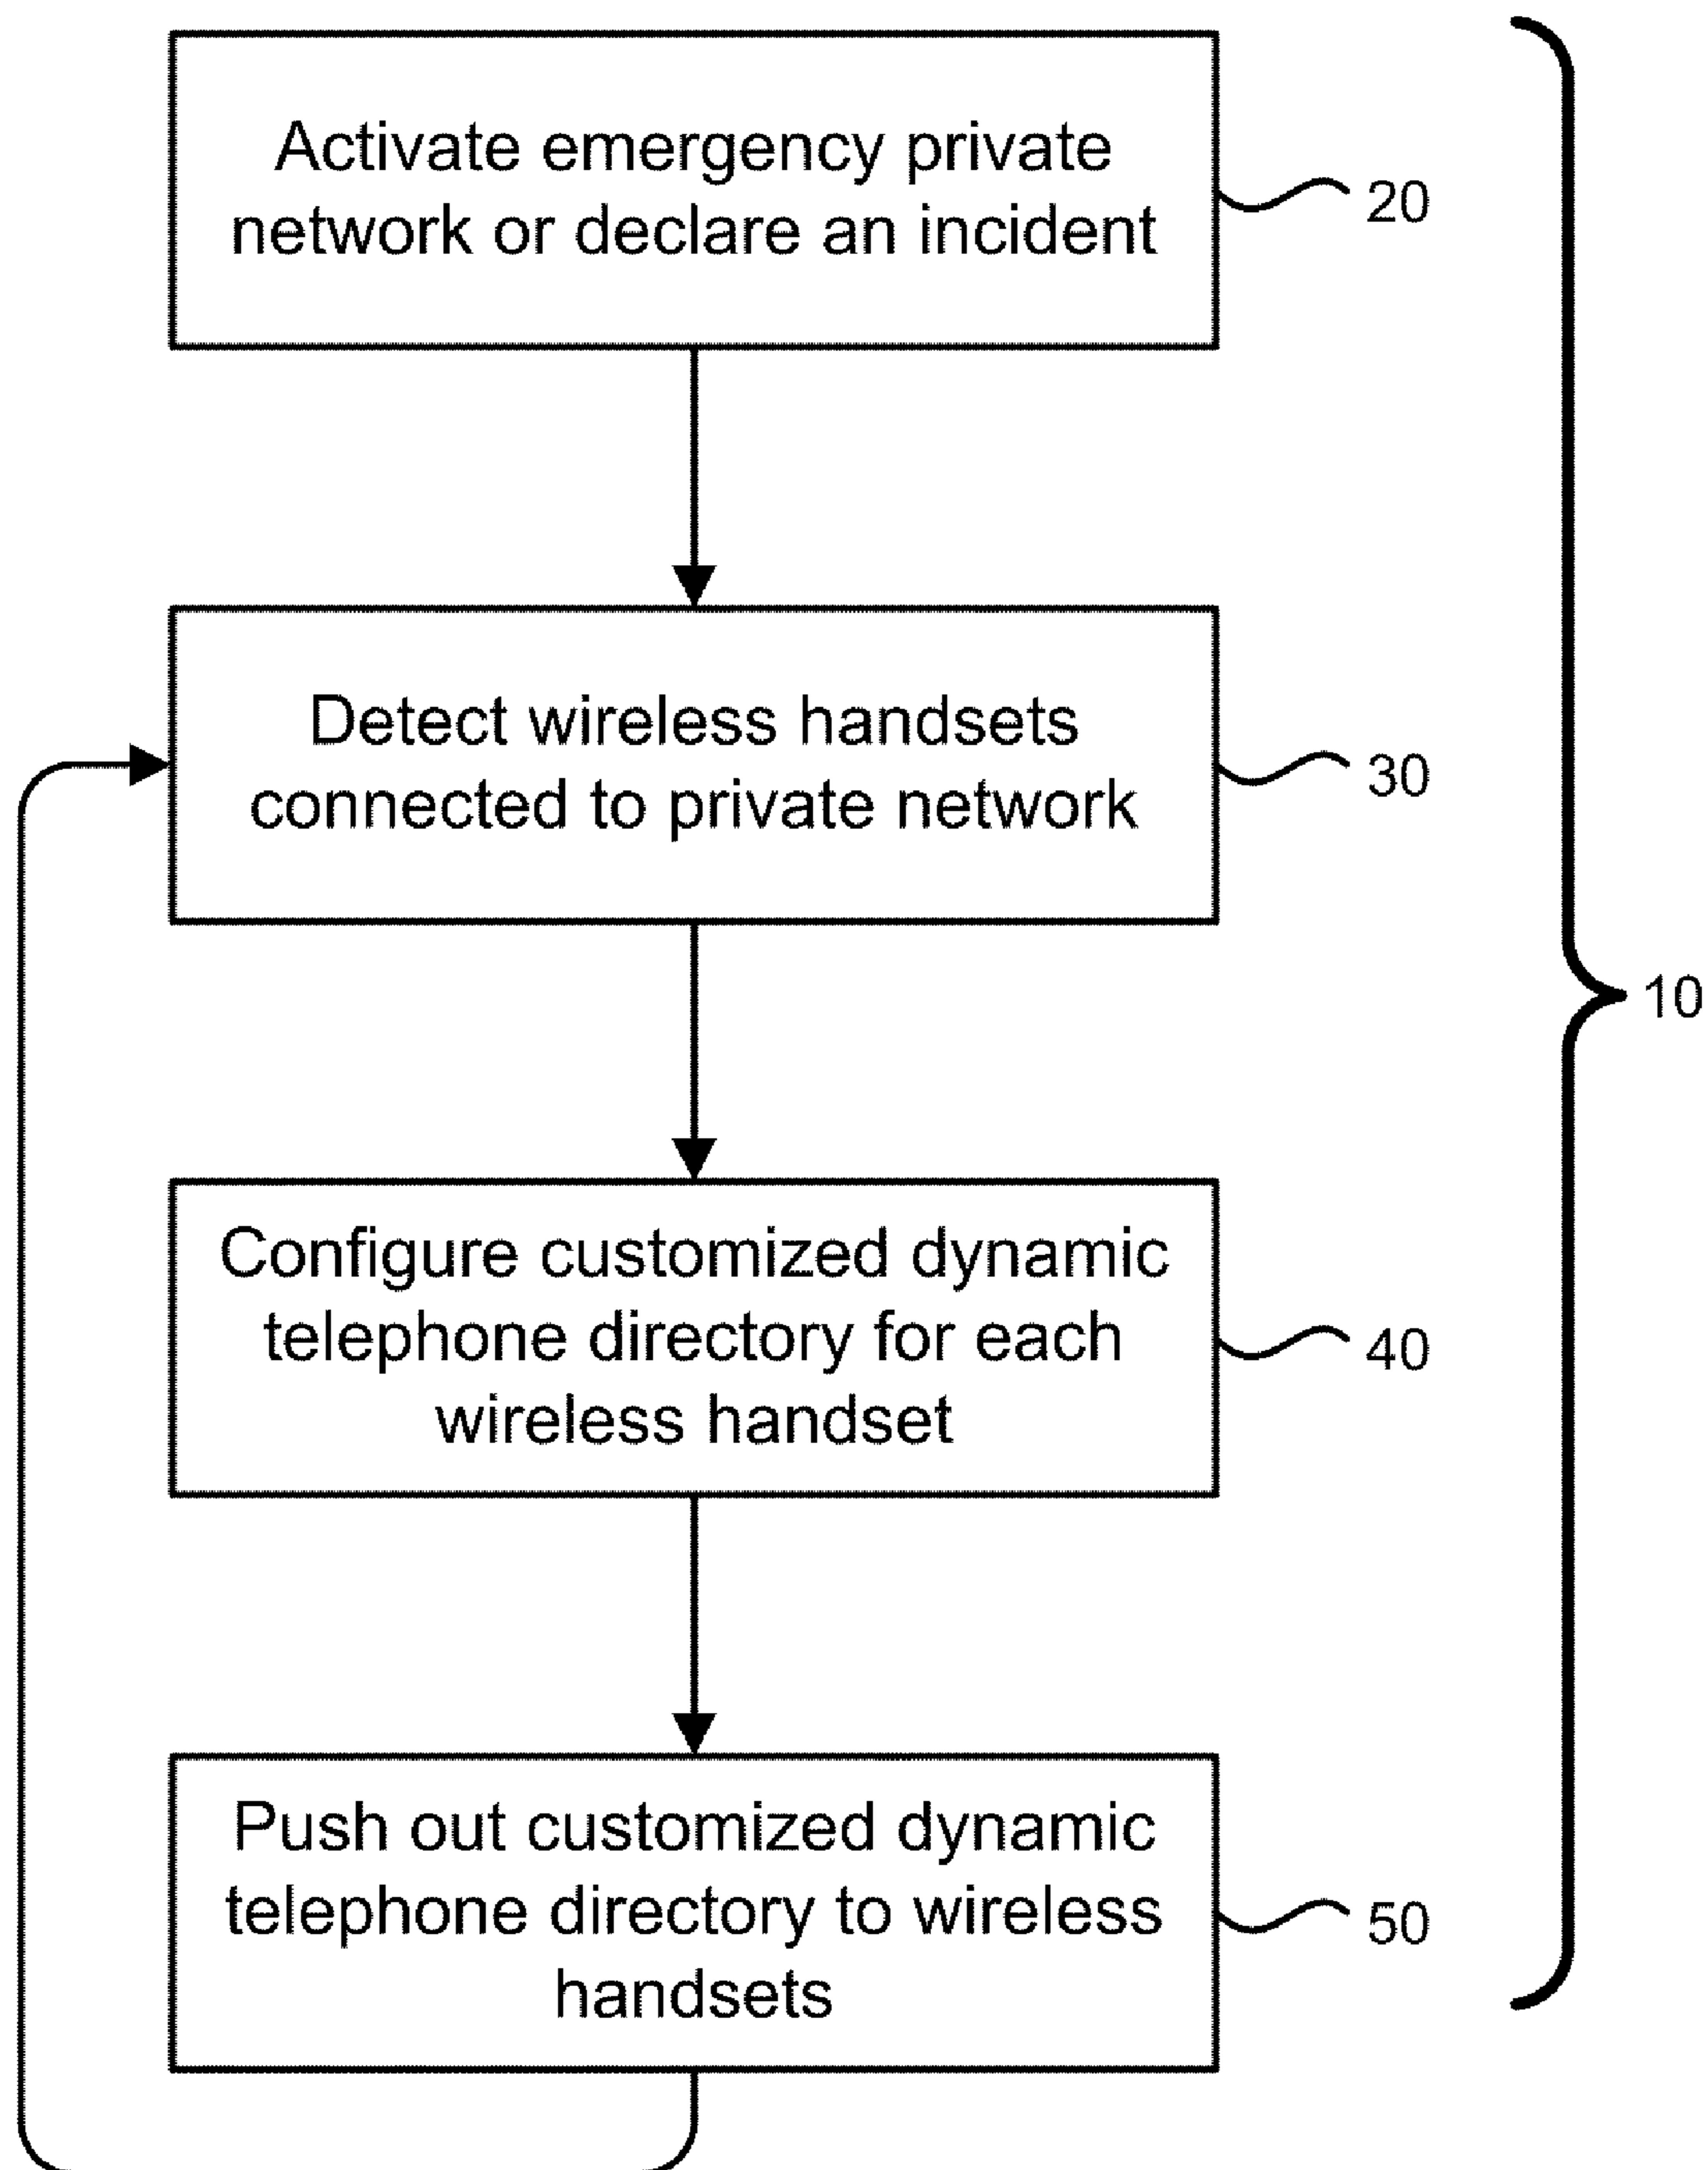 Activate emergency private
network or declare an incident
20
Detect wireless handsets
connected to private network
30
10
Configure customized dynamic
telephone directory for each
wireless handset
40
Push out customized dynamic
telephone directory to wireless
handsets
50